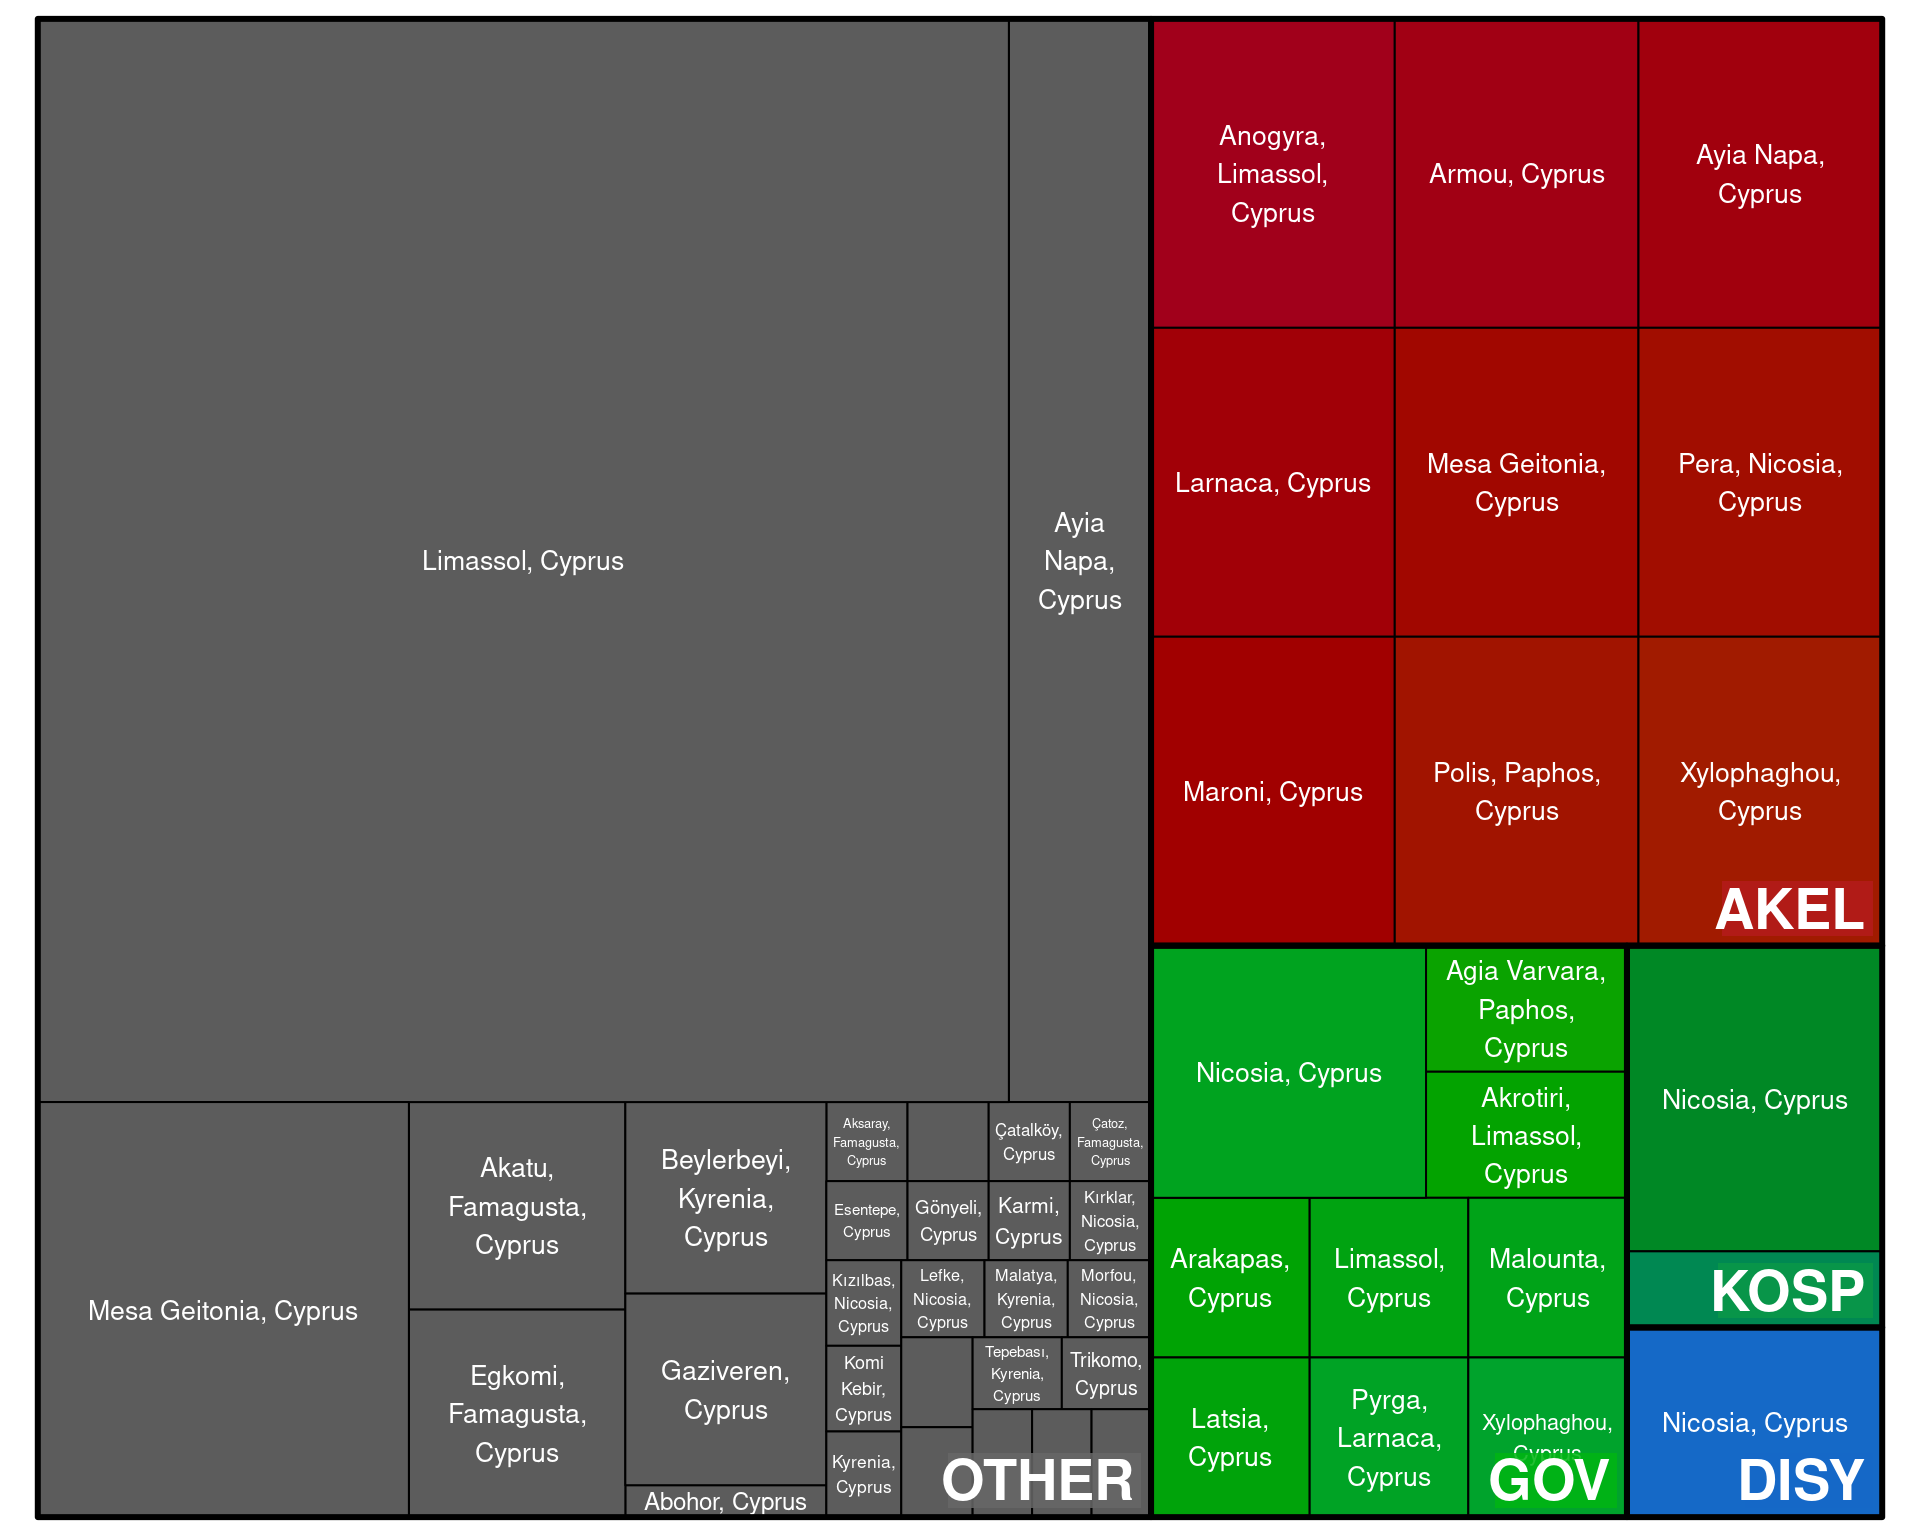 Limassol, Cyprus
Ayia
Napa,
Cyprus
Mesa Geitonia, Cyprus
Akatu,
Famagusta,
Cyprus
Egkomi,
Famagusta,
Cyprus
Beylerbeyi,
Kyrenia,
Cyprus
Gaziveren,
Cyprus
Abohor, Cyprus
Aksaray,
Famagusta,
Cyprus
Çatalköy,
Cyprus
Çatoz,
Famagusta,
Cyprus
Esentepe,
Cyprus
Gönyeli,
Cyprus
Karmi,
Cyprus
Kırklar,
Nicosia,
Cyprus
Kızılbas,
Nicosia,
Cyprus
Lefke,
Nicosia,
Cyprus
Malatya,
Kyrenia,
Cyprus
Morfou,
Nicosia,
Cyprus
Komi
Kebir,
Cyprus
Tepebası,
Kyrenia,
Cyprus
Trikomo,
Cyprus
Kyrenia,
Cyprus
OTHER
Anogyra,
Limassol,
Cyprus
Armou, Cyprus
Ayia Napa,
Cyprus
Larnaca, Cyprus
Mesa Geitonia,
Cyprus
Pera, Nicosia,
Cyprus
Maroni, Cyprus
Polis, Paphos,
Cyprus
Xylophaghou,
Cyprus
AKEL
Nicosia, Cyprus
Agia Varvara,
Paphos,
Cyprus
Akrotiri,
Limassol,
Cyprus
Arakapas,
Cyprus
Limassol,
Cyprus
Malounta,
Cyprus
Latsia,
Cyprus
Pyrga,
Larnaca,
Cyprus
Xylophaghou,
Cyprus
GOV
Nicosia, Cyprus
KOSP
Nicosia, Cyprus
DISY